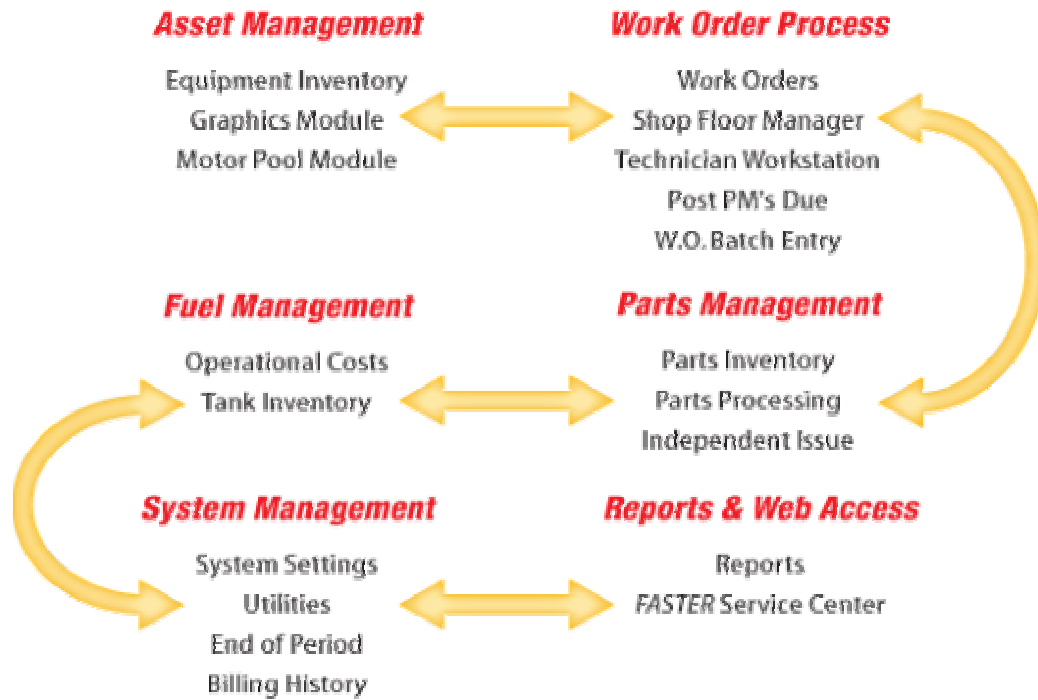 Asset Management
Equipment Inventory
Graphics Module
Motor Pool Module
Work Order Process
Work Orders
Shop Floor Manager
Technician Workstation
Post PM's Due
W.O. Batch Entry
Fuel Management
Operational Costs
Tank Inventory
Parts Management
Parts Inventory
Parts Processing
Independent Issue
System Management
System Settings
Utilities
End of Period
Billing History
Reports & Web Access
Reports
FASTER Service Center